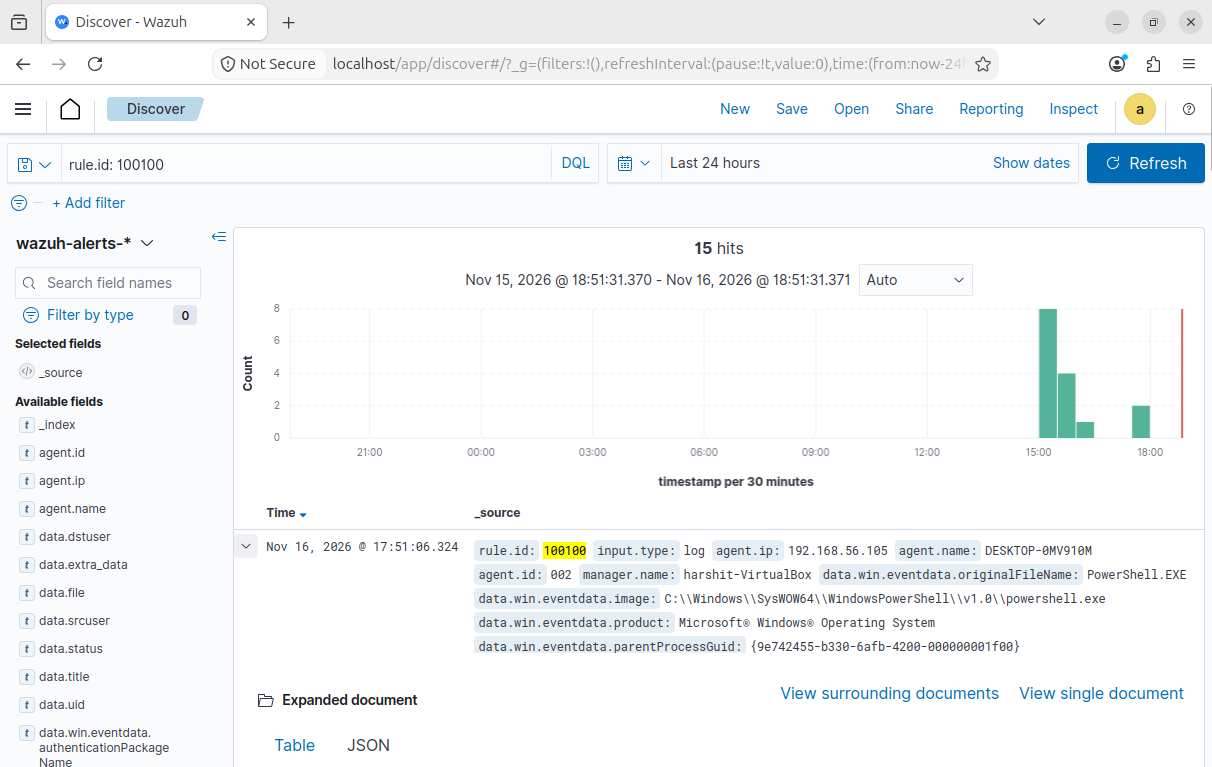 Discover - Wazuh
Not Secure localhost/app/discover#/?_g=(filters:!(),refreshInterval:(pause:!t,value:0),time:(from:now-24h
Discover New Save Open Share Reporting Inspect a
rule.id: 100100 DQL Last 24 hours Show dates Refresh
+ Add filter
wazuh-alerts-*
Search field names
Filter by type 0
Selected fields
_source
Available fields
t _index
t agent.id
t agent.ip
t agent.name
t data.dstuser
t data.extra_data
t data.file
t data.srcuser
t data.status
t data.title
t data.uid
t data.win.eventdata.
authenticationPackage
Name
15 hits
Nov 15, 2026 @ 18:51:31.370 - Nov 16, 2026 @ 18:51:31.371 Auto
Count
8
6
4
2
0
21:00 00:00 03:00 06:00 09:00 12:00 15:00 18:00
timestamp per 30 minutes
Time _source
Nov 16, 2026 @ 17:51:06.324 rule.id: 100100 input.type: log agent.ip: 192.168.56.105 agent.name: DESKTOP-0MV910M
agent.id: 002 manager.name: harshit-VirtualBox data.win.eventdata.originalFileName: PowerShell.EXE
data.win.eventdata.image: C:\\Windows\\SysWOW64\\WindowsPowerShell\\v1.0\\powershell.exe
data.win.eventdata.product: Microsoft® Windows® Operating System
data.win.eventdata.parentProcessGuid: {9e742455-b330-6afb-4200-000000001f00}
Expanded document View surrounding documents View single document
Table JSON